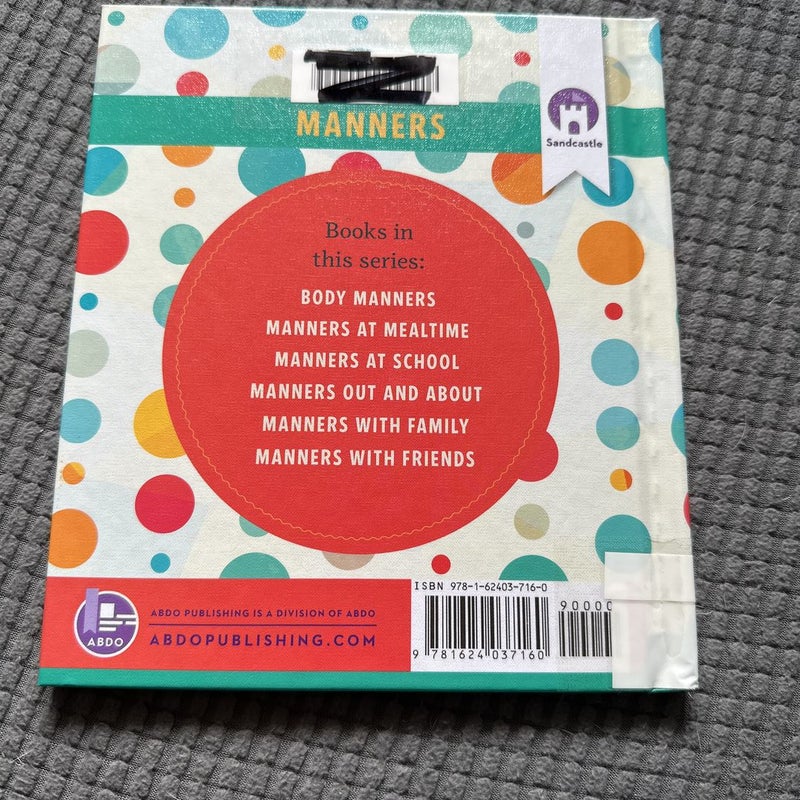 MANNERS
Sandcastle
Books in
this series:
BODY MANNERS
MANNERS AT MEALTIME
MANNERS AT SCHOOL
MANNERS OUT AND ABOUT
MANNERS WITH FAMILY
MANNERS WITH FRIENDS
ABDO
ABDO PUBLISHING IS A DIVISION OF ABDO
ABDOPUBLISHING.COM
ISBN 978-1-62403-716-0
90000
9 781624 037160